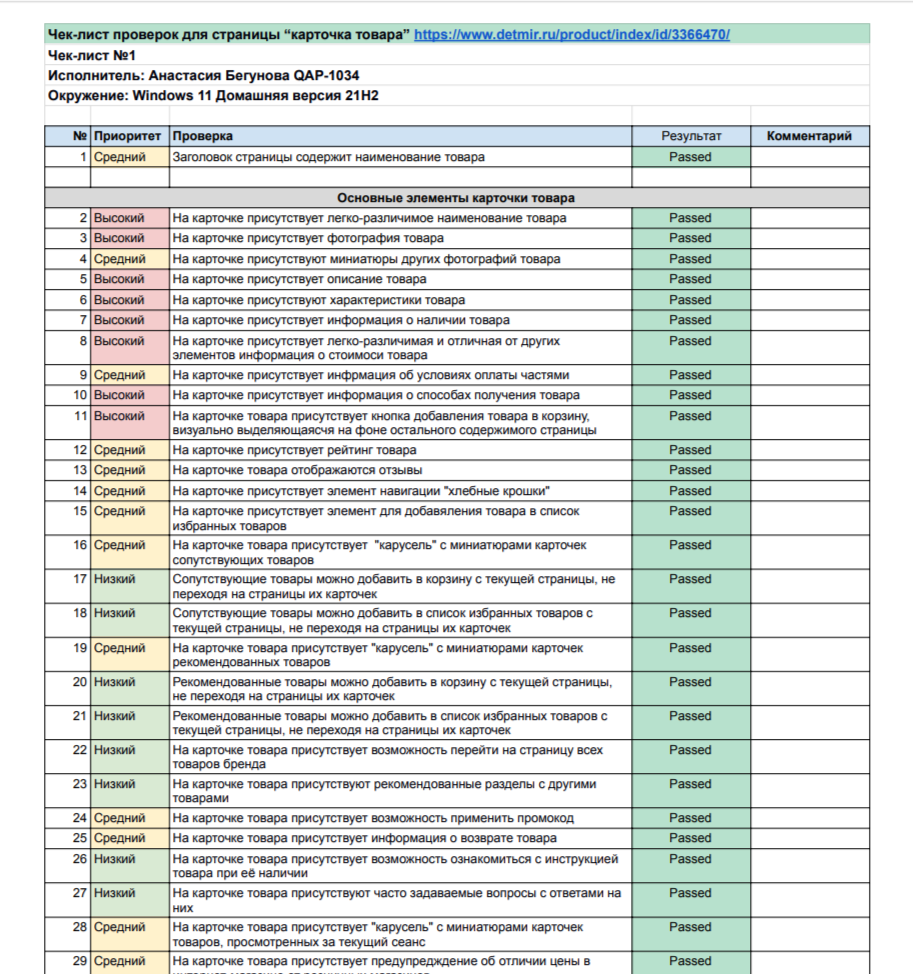 Чек-лист проверок для страницы “карточка товара” https://www.detmir.ru/product/index/id/3366470/
Чек-лист №1
Исполнитель: Анастасия Бегунова QAP-1034
Окружение: Windows 11 Домашняя версия 21H2
№ Приоритет Проверка Результат Комментарий
1 Средний Заголовок страницы содержит наименование товара Passed
Основные элементы карточки товара
2 Высокий На карточке присутствует легко-различимое наименование товара Passed
3 Высокий На карточке присутствует фотография товара Passed
4 Средний На карточке присутствуют миниатюры других фотографий товара Passed
5 Высокий На карточке присутствует описание товара Passed
6 Высокий На карточке присутствуют характеристики товара Passed
7 Высокий На карточке присутствует информация о наличии товара Passed
8 Высокий На карточке присутствует легко-различимая и отличная от других Passed
элементов информация о стоимоси товара
9 Средний На карточке присутствует инфрмация об условиях оплаты частями Passed
10 Высокий На карточке присутствует информация о способах получения товара Passed
11 Высокий На карточке товара присутствует кнопка добавления товара в корзину, Passed
визуально выделяющаясчя на фоне остального содержимого страницы
12 Средний На карточке присутствует рейтинг товара Passed
13 Средний На карточке товара отображаются отзывы Passed
14 Средний На карточке присутствует элемент навигации "хлебные крошки" Passed
15 Средний На карточке присутствует элемент для добавяления товара в список Passed
избранных товаров
16 Средний На карточке товара присутствует "карусель" с миниатюрами карточек Passed
сопутствующих товаров
17 Низкий Сопутствующие товары можно добавить в корзину с текущей страницы, не Passed
переходя на страницы их карточек
18 Низкий Сопутствующие товары можно добавить в список избранных товаров с Passed
текущей страницы, не переходя на страницы их карточек
19 Средний На карточке товара присутствует "карусель" с миниатюрами карточек Passed
рекомендованных товаров
20 Низкий Рекомендованные товары можно добавить в корзину с текущей страницы, Passed
не переходя на страницы их карточек
21 Низкий Рекомендованные товары можно добавить в список избранных товаров с Passed
текущей страницы, не переходя на страницы их карточек
22 Низкий На карточке товара присутствует возможность перейти на страницу всех Passed
товаров бренда
23 Низкий На карточке товара присутствуют рекомендованные разделы с другими Passed
товарами
24 Средний На карточке товара присутствует возможность применить промокод Passed
25 Средний На карточке товара присутствует информация о возврате товара Passed
26 Низкий На карточке товара присутствует возможность ознакомиться с инструкцией Passed
товара при её наличии
27 Низкий На карточке товара присутствуют часто задаваемые вопросы с ответами на Passed
них
28 Средний На карточке товара присутствует "карусель" с миниатюрами карточек Passed
товаров, просмотренных за текущий сеанс
29 Средний На карточке товара присутствует предупрежддение об отличии цены в Passed